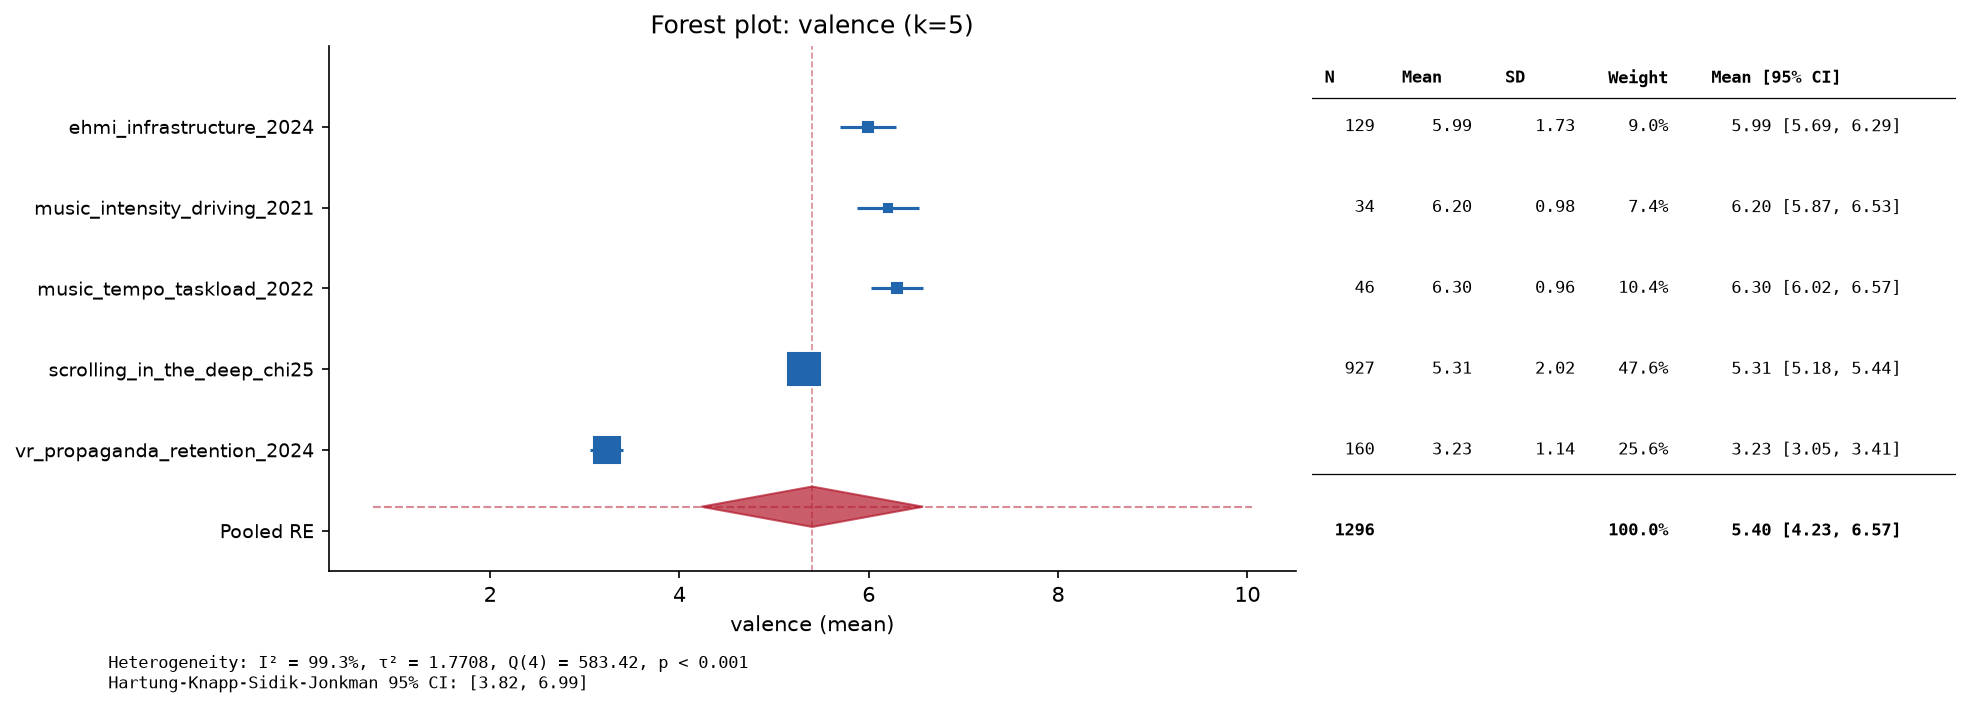 Forest plot: valence (k=5)
N Mean SD Weight Mean [95% CI]
ehmi_infrastructure_2024 129 5.99 1.73 9.0% 5.99 [5.69, 6.29]
music_intensity_driving_2021 34 6.20 0.98 7.4% 6.20 [5.87, 6.53]
music_tempo_taskload_2022 46 6.30 0.96 10.4% 6.30 [6.02, 6.57]
scrolling_in_the_deep_chi25 927 5.31 2.02 47.6% 5.31 [5.18, 5.44]
vr_propaganda_retention_2024 160 3.23 1.14 25.6% 3.23 [3.05, 3.41]
Pooled RE 1296 100.0% 5.40 [4.23, 6.57]
2 4 6 8 10
valence (mean)
Heterogeneity: I² = 99.3%, τ² = 1.7708, Q(4) = 583.42, p < 0.001
Hartung-Knapp-Sidik-Jonkman 95% CI: [3.82, 6.99]